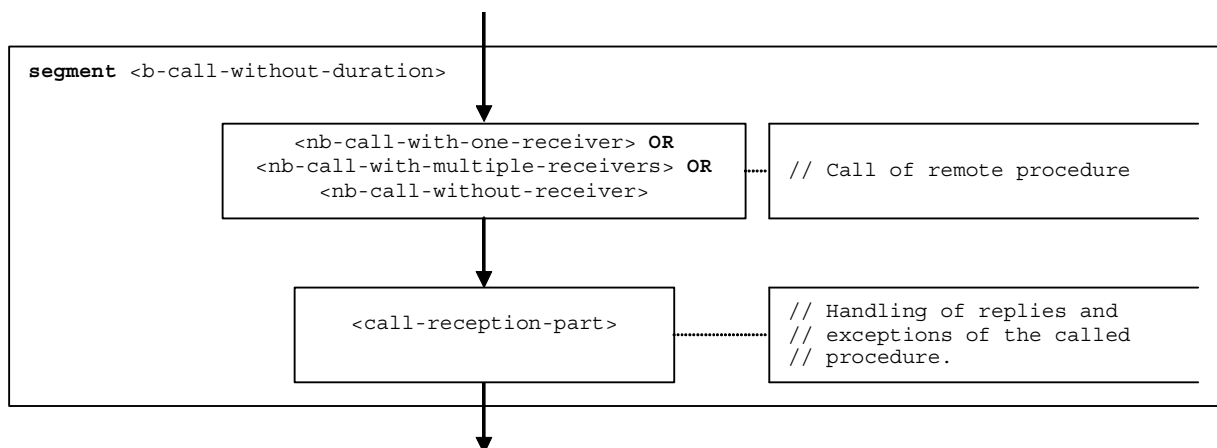 segment <b-call-without-duration>
<nb-call-with-one-receiver> OR
<nb-call-with-multiple-receivers> OR
<nb-call-without-receiver>
// Call of remote procedure
<call-reception-part>
// Handling of replies and
// exceptions of the called
// procedure.